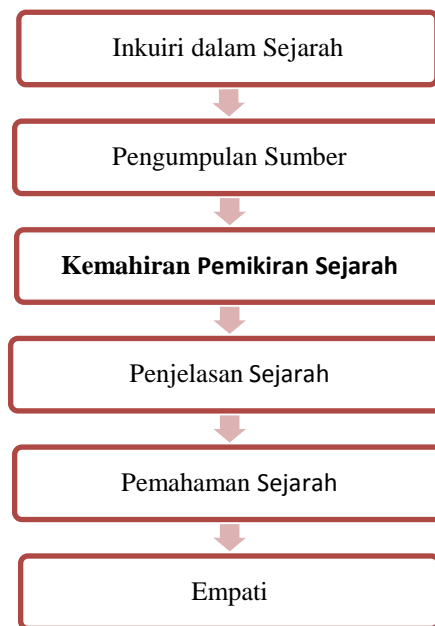 Inkuiri dalam Sejarah
Pengumpulan Sumber
Kemahiran Pemikiran Sejarah
Penjelasan Sejarah
Pemahaman Sejarah
Empati